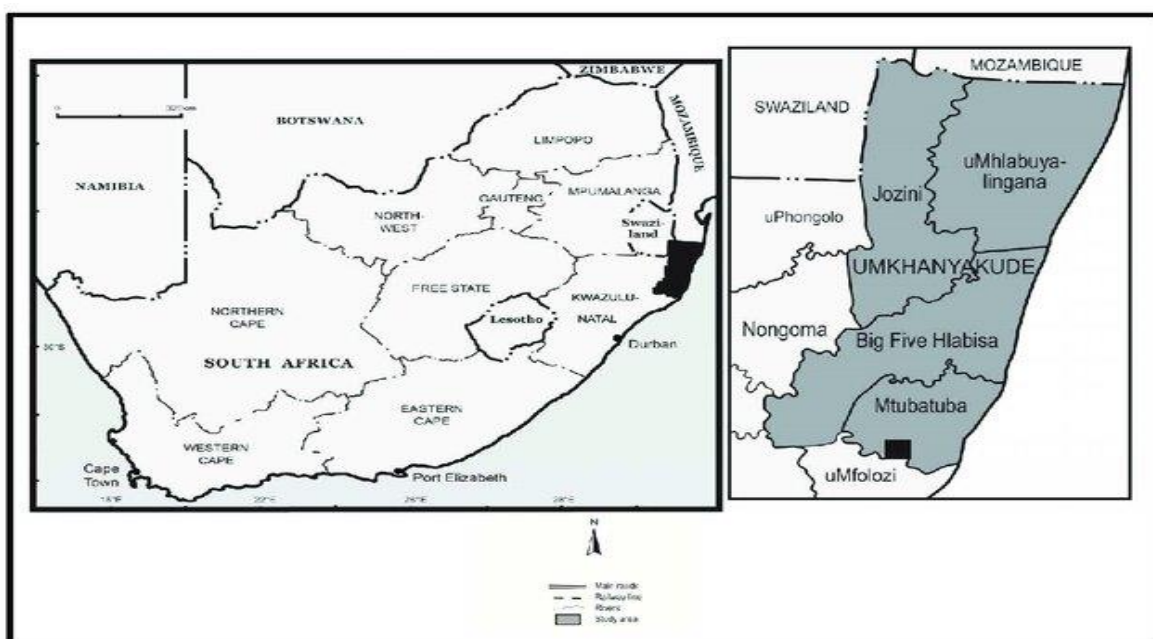 ZIMBABWE
MOZAMBIQUE
BOTSWANA
LIMPOPO
NAMIBIA
GAUTENG
MPUMALANGA
NORTH-
WEST
Swazi-
land
FREE STATE
KWAZULU-
NATAL
NORTHERN
CAPE
Lesotho
Durban
30°S
SOUTH AFRICA
EASTERN
CAPE
WESTERN
CAPE
Cape
Town
Port Elizabeth
22°E
MOZAMBIQUE
SWAZILAND
uMhlabuya-
lingana
Jozini
uPhongolo
UMKHANYAKUDE
Nongoma
Big Five Hlabisa
Mtubatuba
uMfolozi
N
Main roads
Railway line
Rivers
Study area